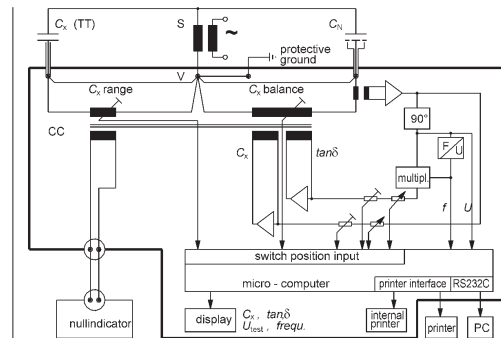 Cx (TT)
S
~
CN
protective
ground
V
Cx range
Cx balance
90°
CC
Cx
tanδ
F
U
multipl.
f
U
switch position input
micro - computer
printer interface
RS232C
nullindicator
display
Cx , tanδ
Utest , frequ.
internal
printer
printer
PC